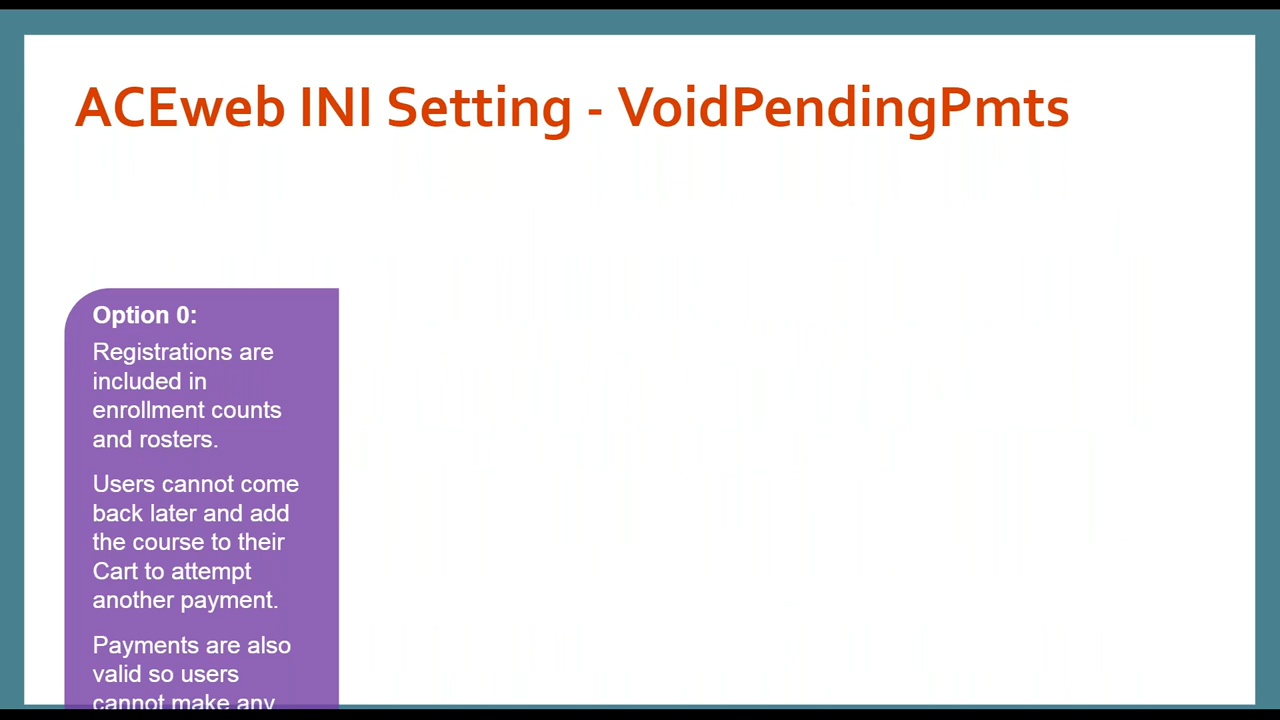 ACEweb INI Setting - VoidPendingPmts
Option 0:
Registrations are
included in
enrollment counts
and rosters.
Users cannot come
back later and add
the course to their
Cart to attempt
another payment.
Payments are also
valid so users
cannot make any